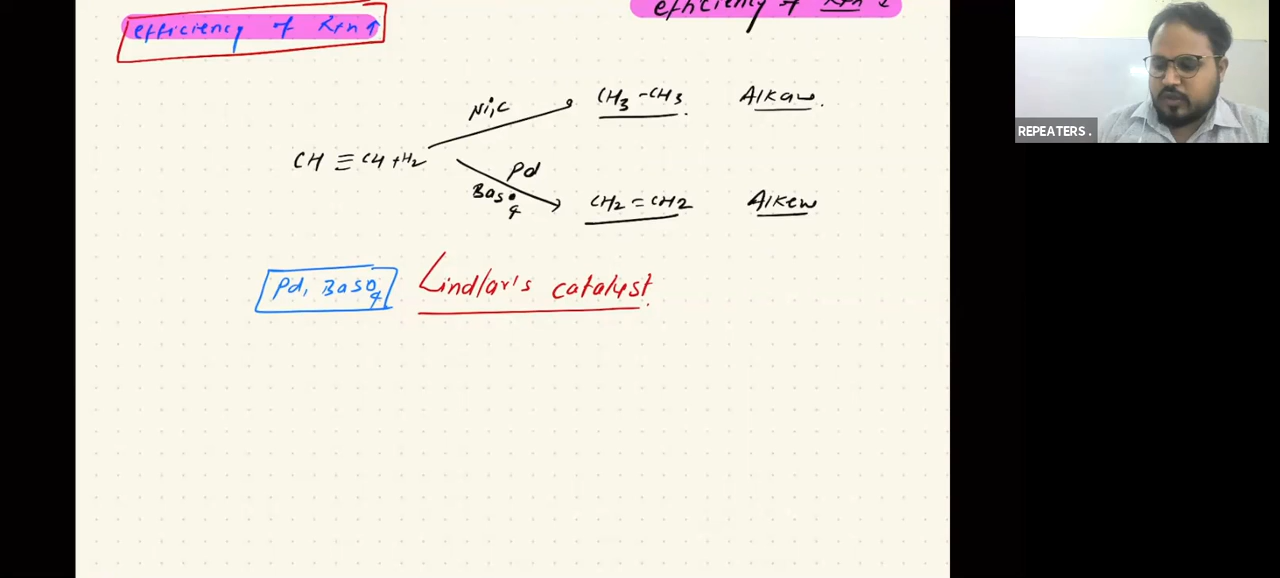 efficiency of Rxn ↑
efficiency of Rxn ↓
Ni, C
CH3 - CH3 Alkane.
CH ≡ CH + H2
Pd
BaSO4
CH2 = CH2 Alkene
Pd, BaSO4 Lindlar's catalyst.
REPEATERS.